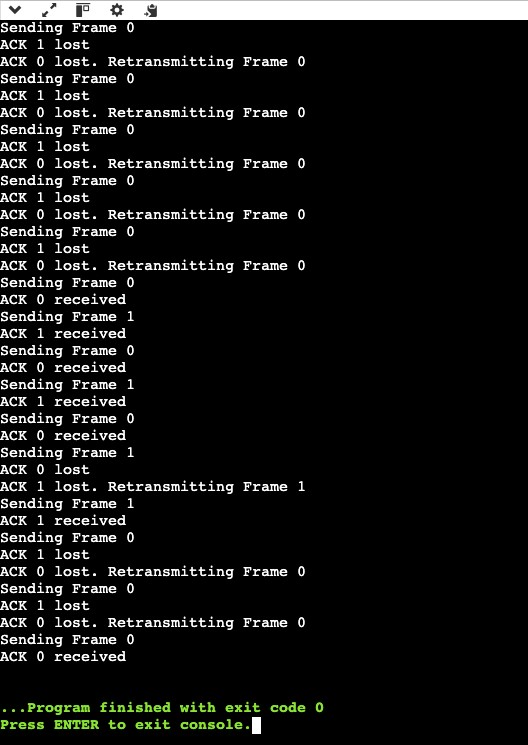 Sending Frame 0
ACK 1 lost
ACK 0 lost. Retransmitting Frame 0
Sending Frame 0
ACK 1 lost
ACK 0 lost. Retransmitting Frame 0
Sending Frame 0
ACK 1 lost
ACK 0 lost. Retransmitting Frame 0
Sending Frame 0
ACK 1 lost
ACK 0 lost. Retransmitting Frame 0
Sending Frame 0
ACK 1 lost
ACK 0 lost. Retransmitting Frame 0
Sending Frame 0
ACK 0 received
Sending Frame 1
ACK 1 received
Sending Frame 0
ACK 0 received
Sending Frame 1
ACK 1 received
Sending Frame 0
ACK 0 received
Sending Frame 1
ACK 0 lost
ACK 1 lost. Retransmitting Frame 1
Sending Frame 1
ACK 1 received
Sending Frame 0
ACK 1 lost
ACK 0 lost. Retransmitting Frame 0
Sending Frame 0
ACK 1 lost
ACK 0 lost. Retransmitting Frame 0
Sending Frame 0
ACK 0 received
...Program finished with exit code 0
Press ENTER to exit console.